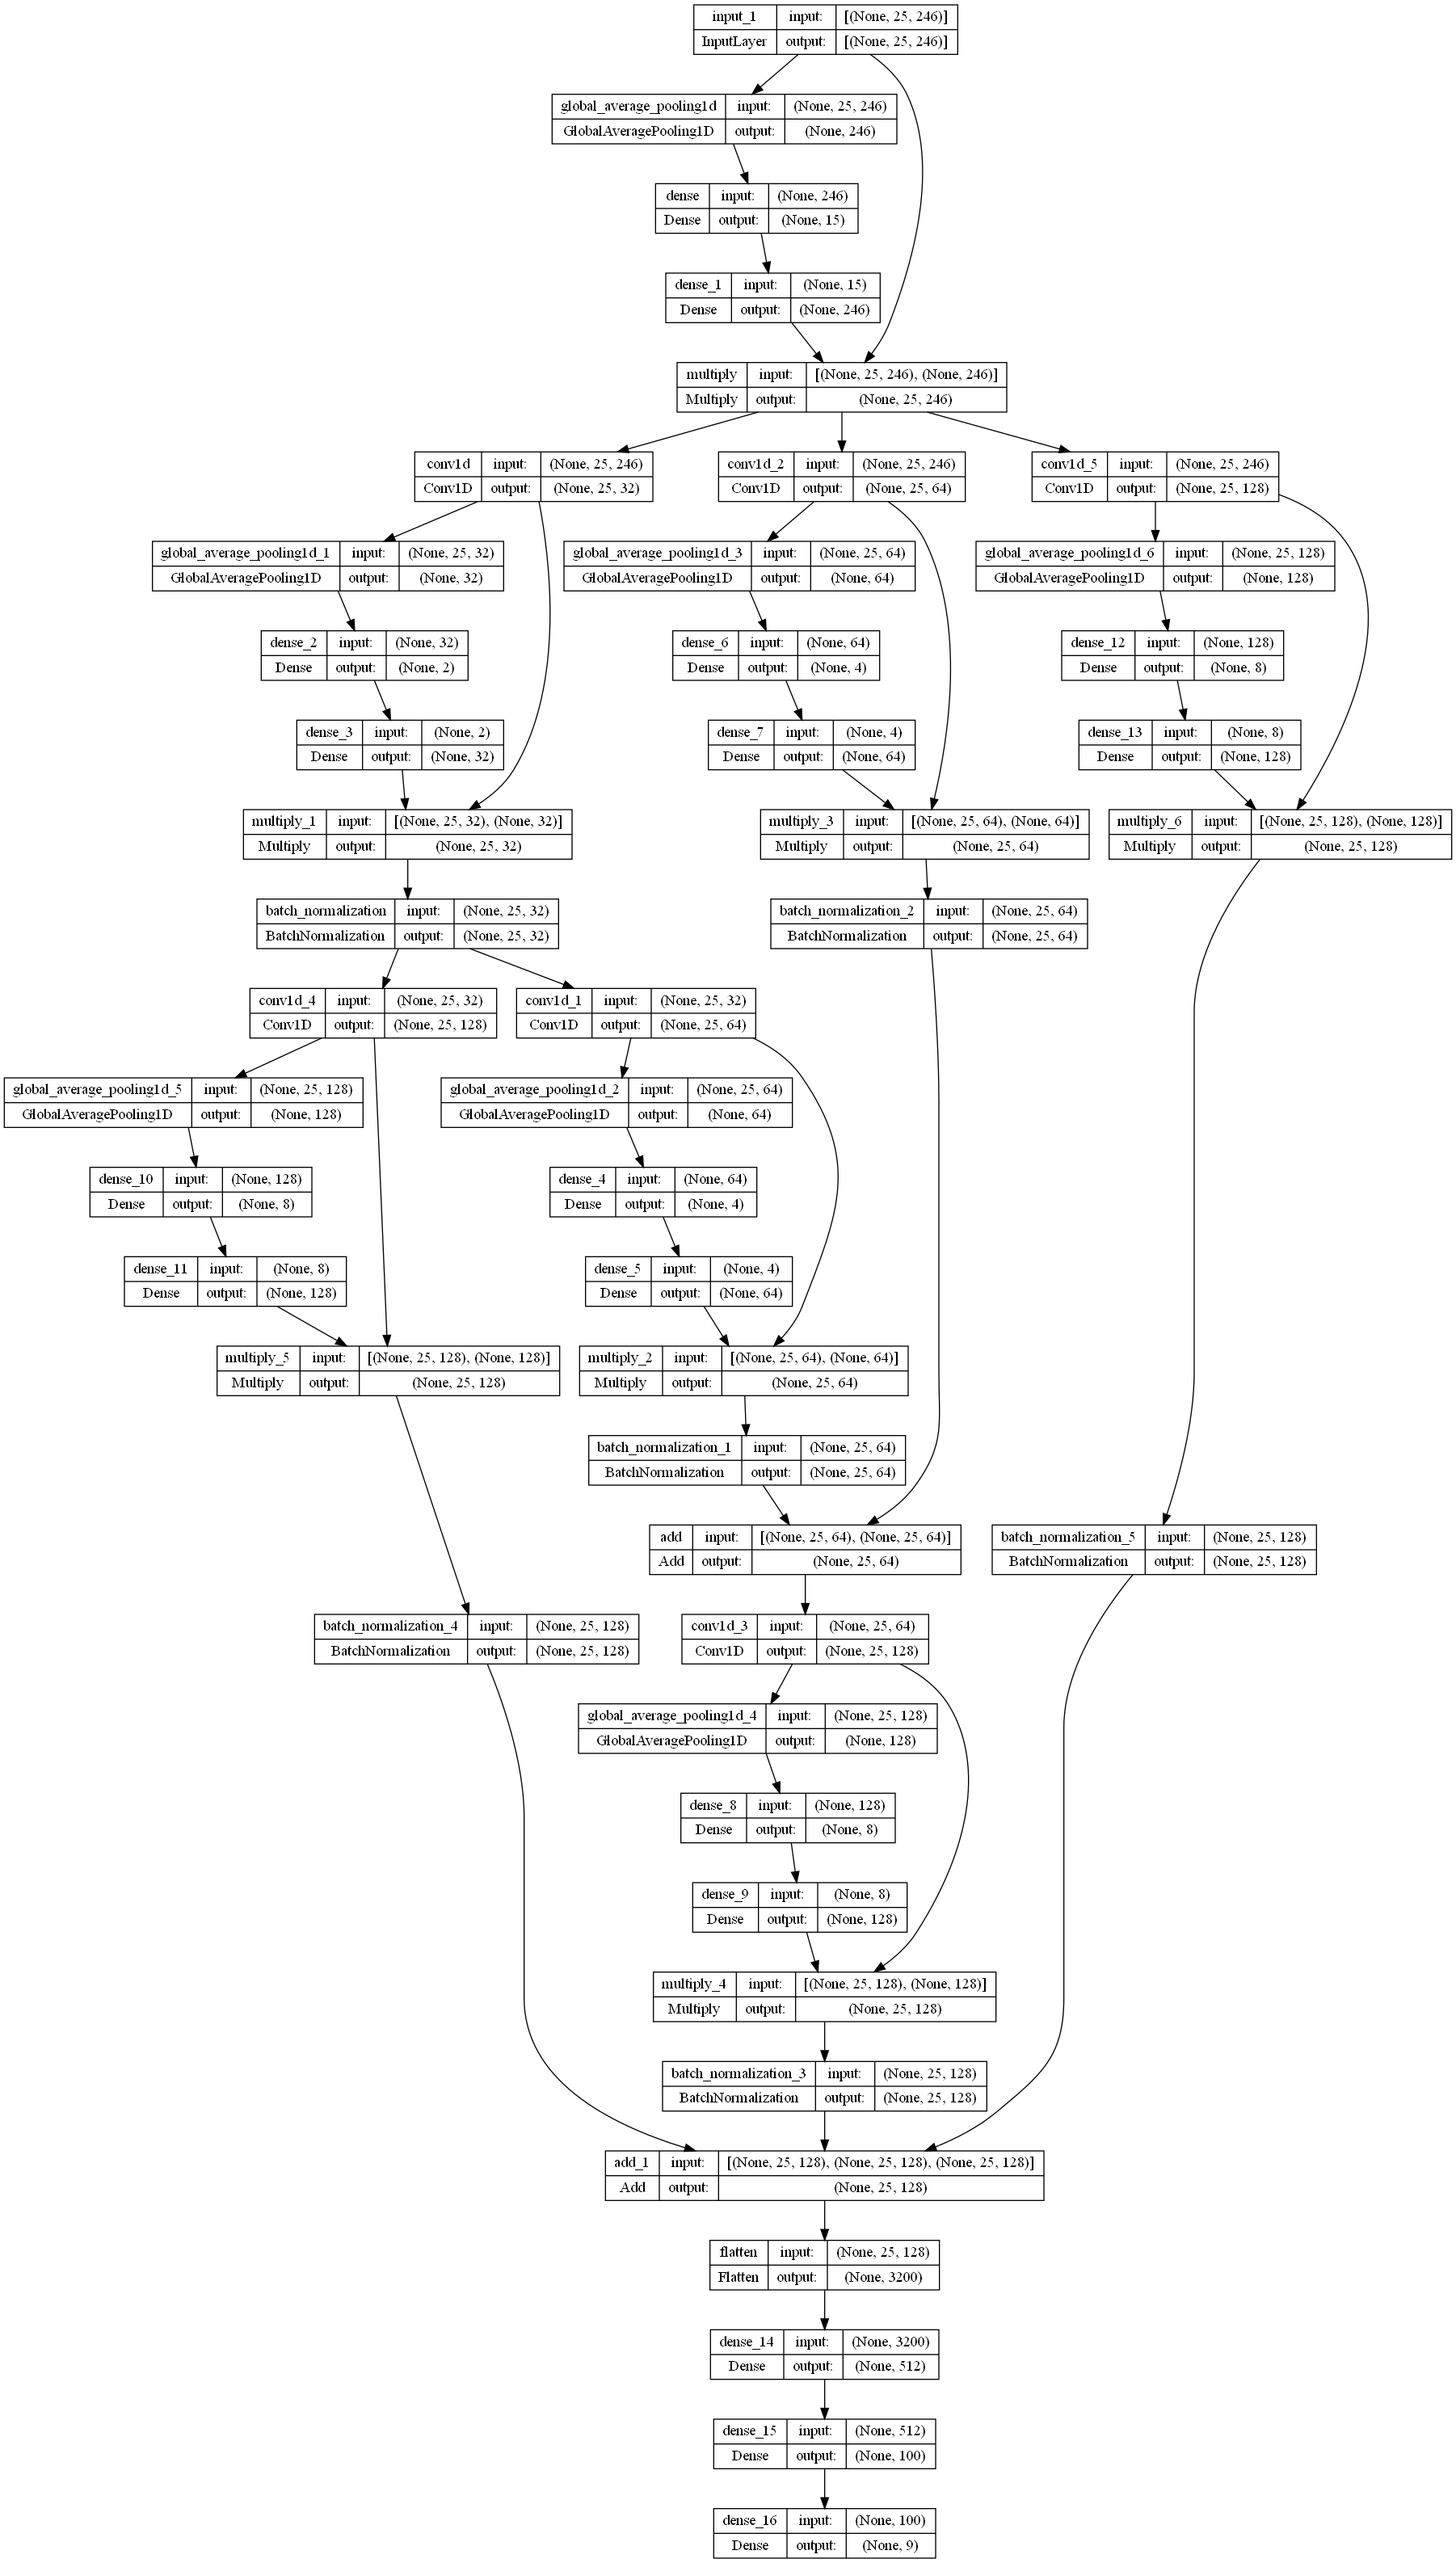 input_1 input: [(None, 25, 246)]
InputLayer output: [(None, 25, 246)]
global_average_pooling1d input: (None, 25, 246)
GlobalAveragePooling1D output: (None, 246)
dense input: (None, 246)
Dense output: (None, 15)
dense_1 input: (None, 15)
Dense output: (None, 246)
multiply input: [(None, 25, 246), (None, 246)]
Multiply output: (None, 25, 246)
conv1d input: (None, 25, 246)
Conv1D output: (None, 25, 32)
conv1d_2 input: (None, 25, 246)
Conv1D output: (None, 25, 64)
conv1d_5 input: (None, 25, 246)
Conv1D output: (None, 25, 128)
global_average_pooling1d_1 input: (None, 25, 32)
GlobalAveragePooling1D output: (None, 32)
global_average_pooling1d_3 input: (None, 25, 64)
GlobalAveragePooling1D output: (None, 64)
global_average_pooling1d_6 input: (None, 25, 128)
GlobalAveragePooling1D output: (None, 128)
dense_2 input: (None, 32)
Dense output: (None, 2)
dense_6 input: (None, 64)
Dense output: (None, 4)
dense_12 input: (None, 128)
Dense output: (None, 8)
dense_3 input: (None, 2)
Dense output: (None, 32)
dense_7 input: (None, 4)
Dense output: (None, 64)
dense_13 input: (None, 8)
Dense output: (None, 128)
multiply_1 input: [(None, 25, 32), (None, 32)]
Multiply output: (None, 25, 32)
multiply_3 input: [(None, 25, 64), (None, 64)]
Multiply output: (None, 25, 64)
multiply_6 input: [(None, 25, 128), (None, 128)]
Multiply output: (None, 25, 128)
batch_normalization input: (None, 25, 32)
BatchNormalization output: (None, 25, 32)
batch_normalization_2 input: (None, 25, 64)
BatchNormalization output: (None, 25, 64)
conv1d_4 input: (None, 25, 32)
Conv1D output: (None, 25, 128)
conv1d_1 input: (None, 25, 32)
Conv1D output: (None, 25, 64)
global_average_pooling1d_5 input: (None, 25, 128)
GlobalAveragePooling1D output: (None, 128)
global_average_pooling1d_2 input: (None, 25, 64)
GlobalAveragePooling1D output: (None, 64)
dense_10 input: (None, 128)
Dense output: (None, 8)
dense_4 input: (None, 64)
Dense output: (None, 4)
dense_11 input: (None, 8)
Dense output: (None, 128)
dense_5 input: (None, 4)
Dense output: (None, 64)
multiply_5 input: [(None, 25, 128), (None, 128)]
Multiply output: (None, 25, 128)
multiply_2 input: [(None, 25, 64), (None, 64)]
Multiply output: (None, 25, 64)
batch_normalization_1 input: (None, 25, 64)
BatchNormalization output: (None, 25, 64)
add input: [(None, 25, 64), (None, 25, 64)]
Add output: (None, 25, 64)
batch_normalization_5 input: (None, 25, 128)
BatchNormalization output: (None, 25, 128)
batch_normalization_4 input: (None, 25, 128)
BatchNormalization output: (None, 25, 128)
conv1d_3 input: (None, 25, 64)
Conv1D output: (None, 25, 128)
global_average_pooling1d_4 input: (None, 25, 128)
GlobalAveragePooling1D output: (None, 128)
dense_8 input: (None, 128)
Dense output: (None, 8)
dense_9 input: (None, 8)
Dense output: (None, 128)
multiply_4 input: [(None, 25, 128), (None, 128)]
Multiply output: (None, 25, 128)
batch_normalization_3 input: (None, 25, 128)
BatchNormalization output: (None, 25, 128)
add_1 input: [(None, 25, 128), (None, 25, 128), (None, 25, 128)]
Add output: (None, 25, 128)
flatten input: (None, 25, 128)
Flatten output: (None, 3200)
dense_14 input: (None, 3200)
Dense output: (None, 512)
dense_15 input: (None, 512)
Dense output: (None, 100)
dense_16 input: (None, 100)
Dense output: (None, 9)